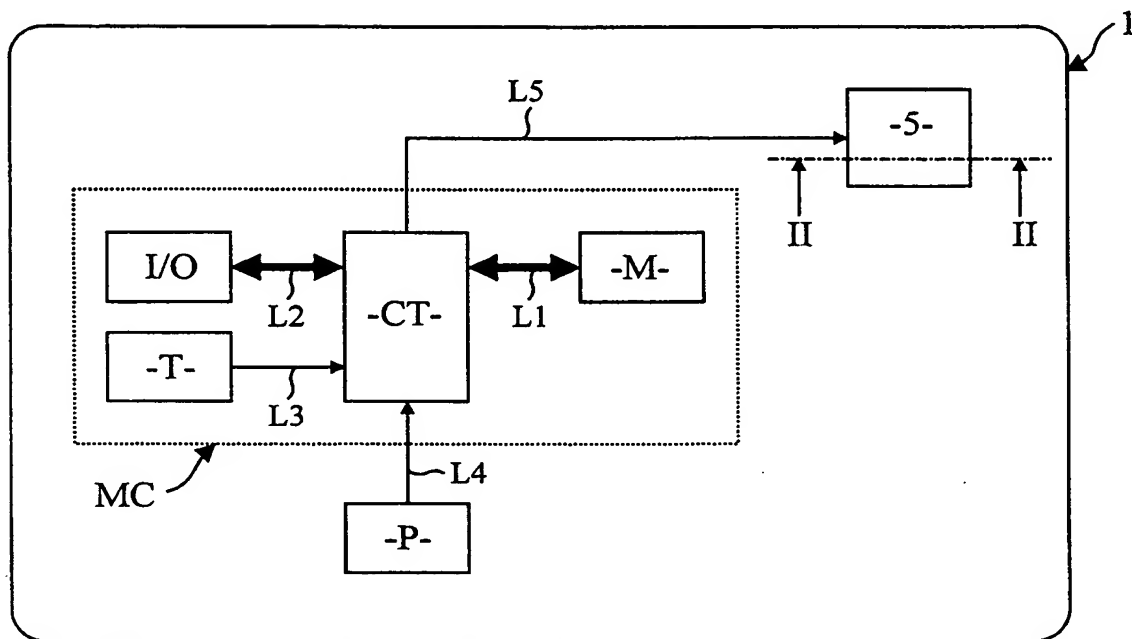 1
L5
-5-
II II
I/O -CT- -M-
L2 L1
-T-
L3
MC L4
-P-